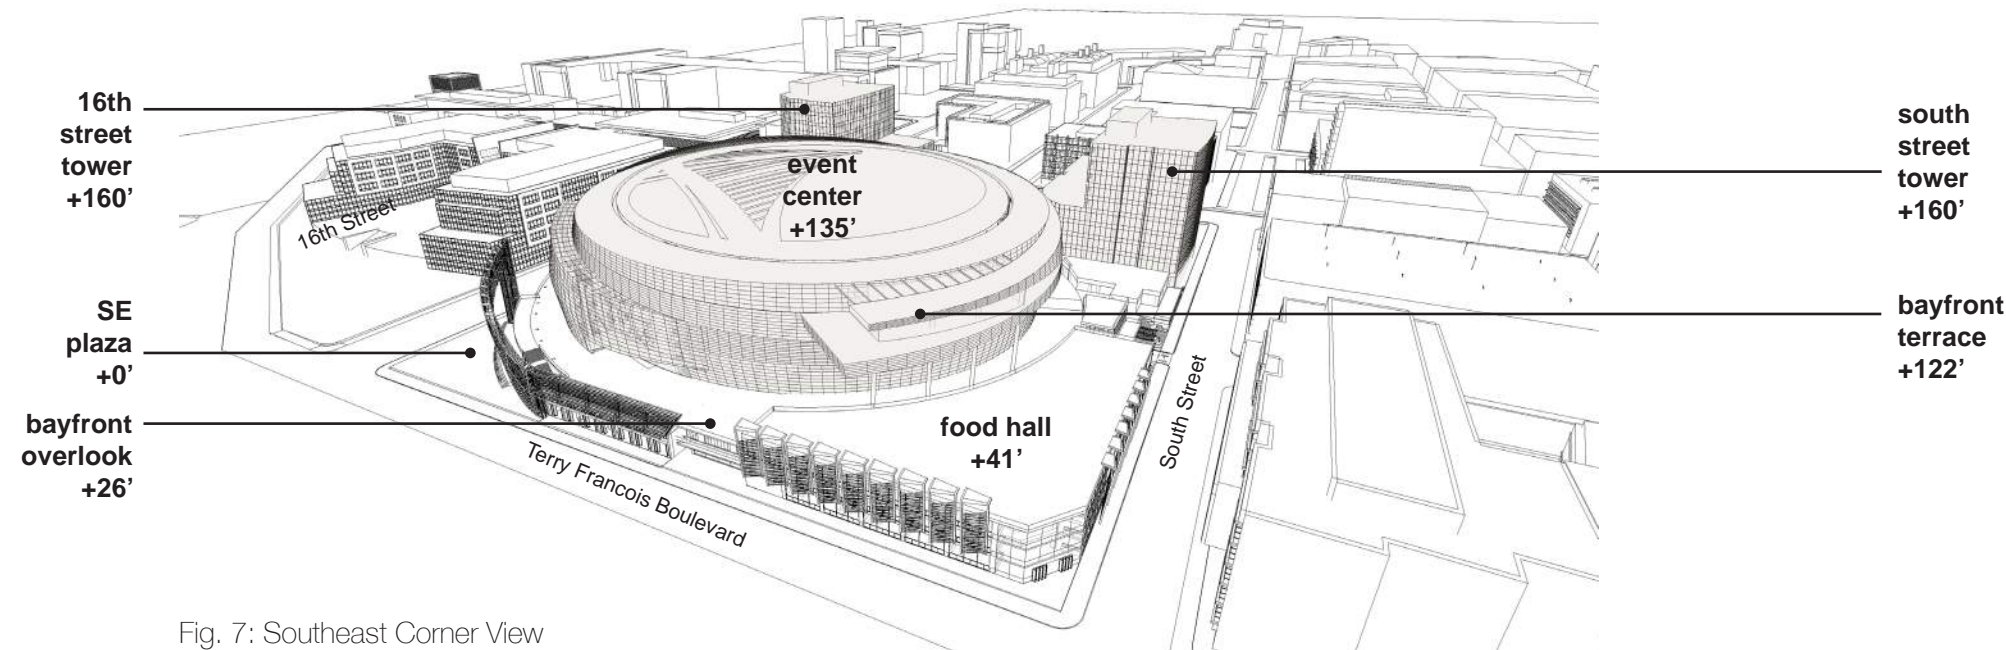 16th
street
tower
+160’
SE
plaza
+0’
bayfront
overlook
+26’
16th Street
event
center
+135’
food hall
+41’
Terry Francois Boulevard
South Street
south
street
tower
+160’
bayfront
terrace
+122’
Fig. 7: Southeast Corner View